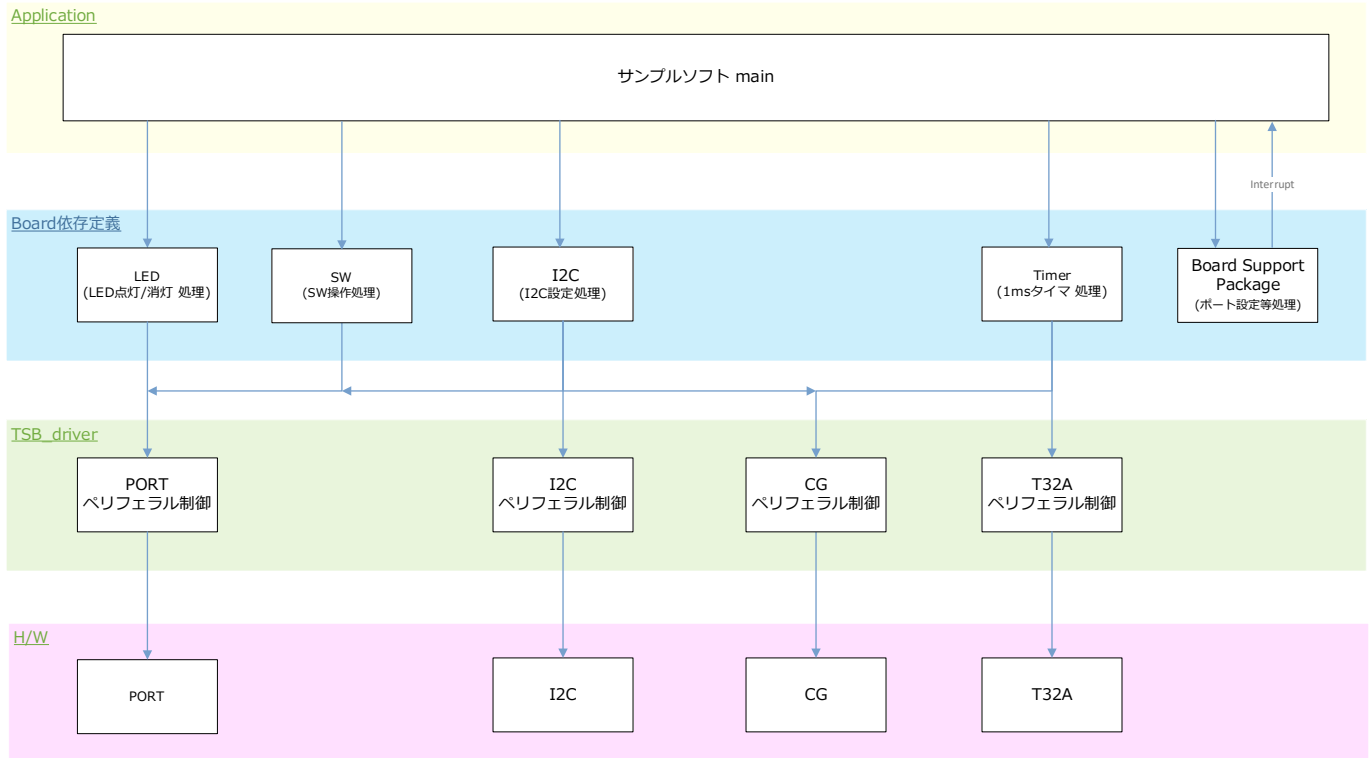 Application
サンプルソフト main
Interrupt
Board依存定義
LED
(LED点灯/消灯 処理)
SW
(SW操作処理)
I2C
(I2C設定処理)
Timer
(1msタイマ 処理)
Board Support
Package
(ポート設定等処理)
TSB_driver
PORT
ペリフェラル制御
I2C
ペリフェラル制御
CG
ペリフェラル制御
T32A
ペリフェラル制御
H/W
PORT
I2C
CG
T32A